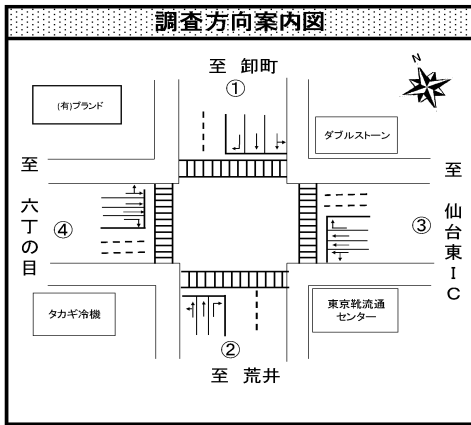 調査方向案内図
至 卸町
①
N
(有)ブランド
ダブルストーン
至 六丁の目
④
至 仙台東IC
③
タカギ冷機
東京靴流通
センター
②
至 荒井